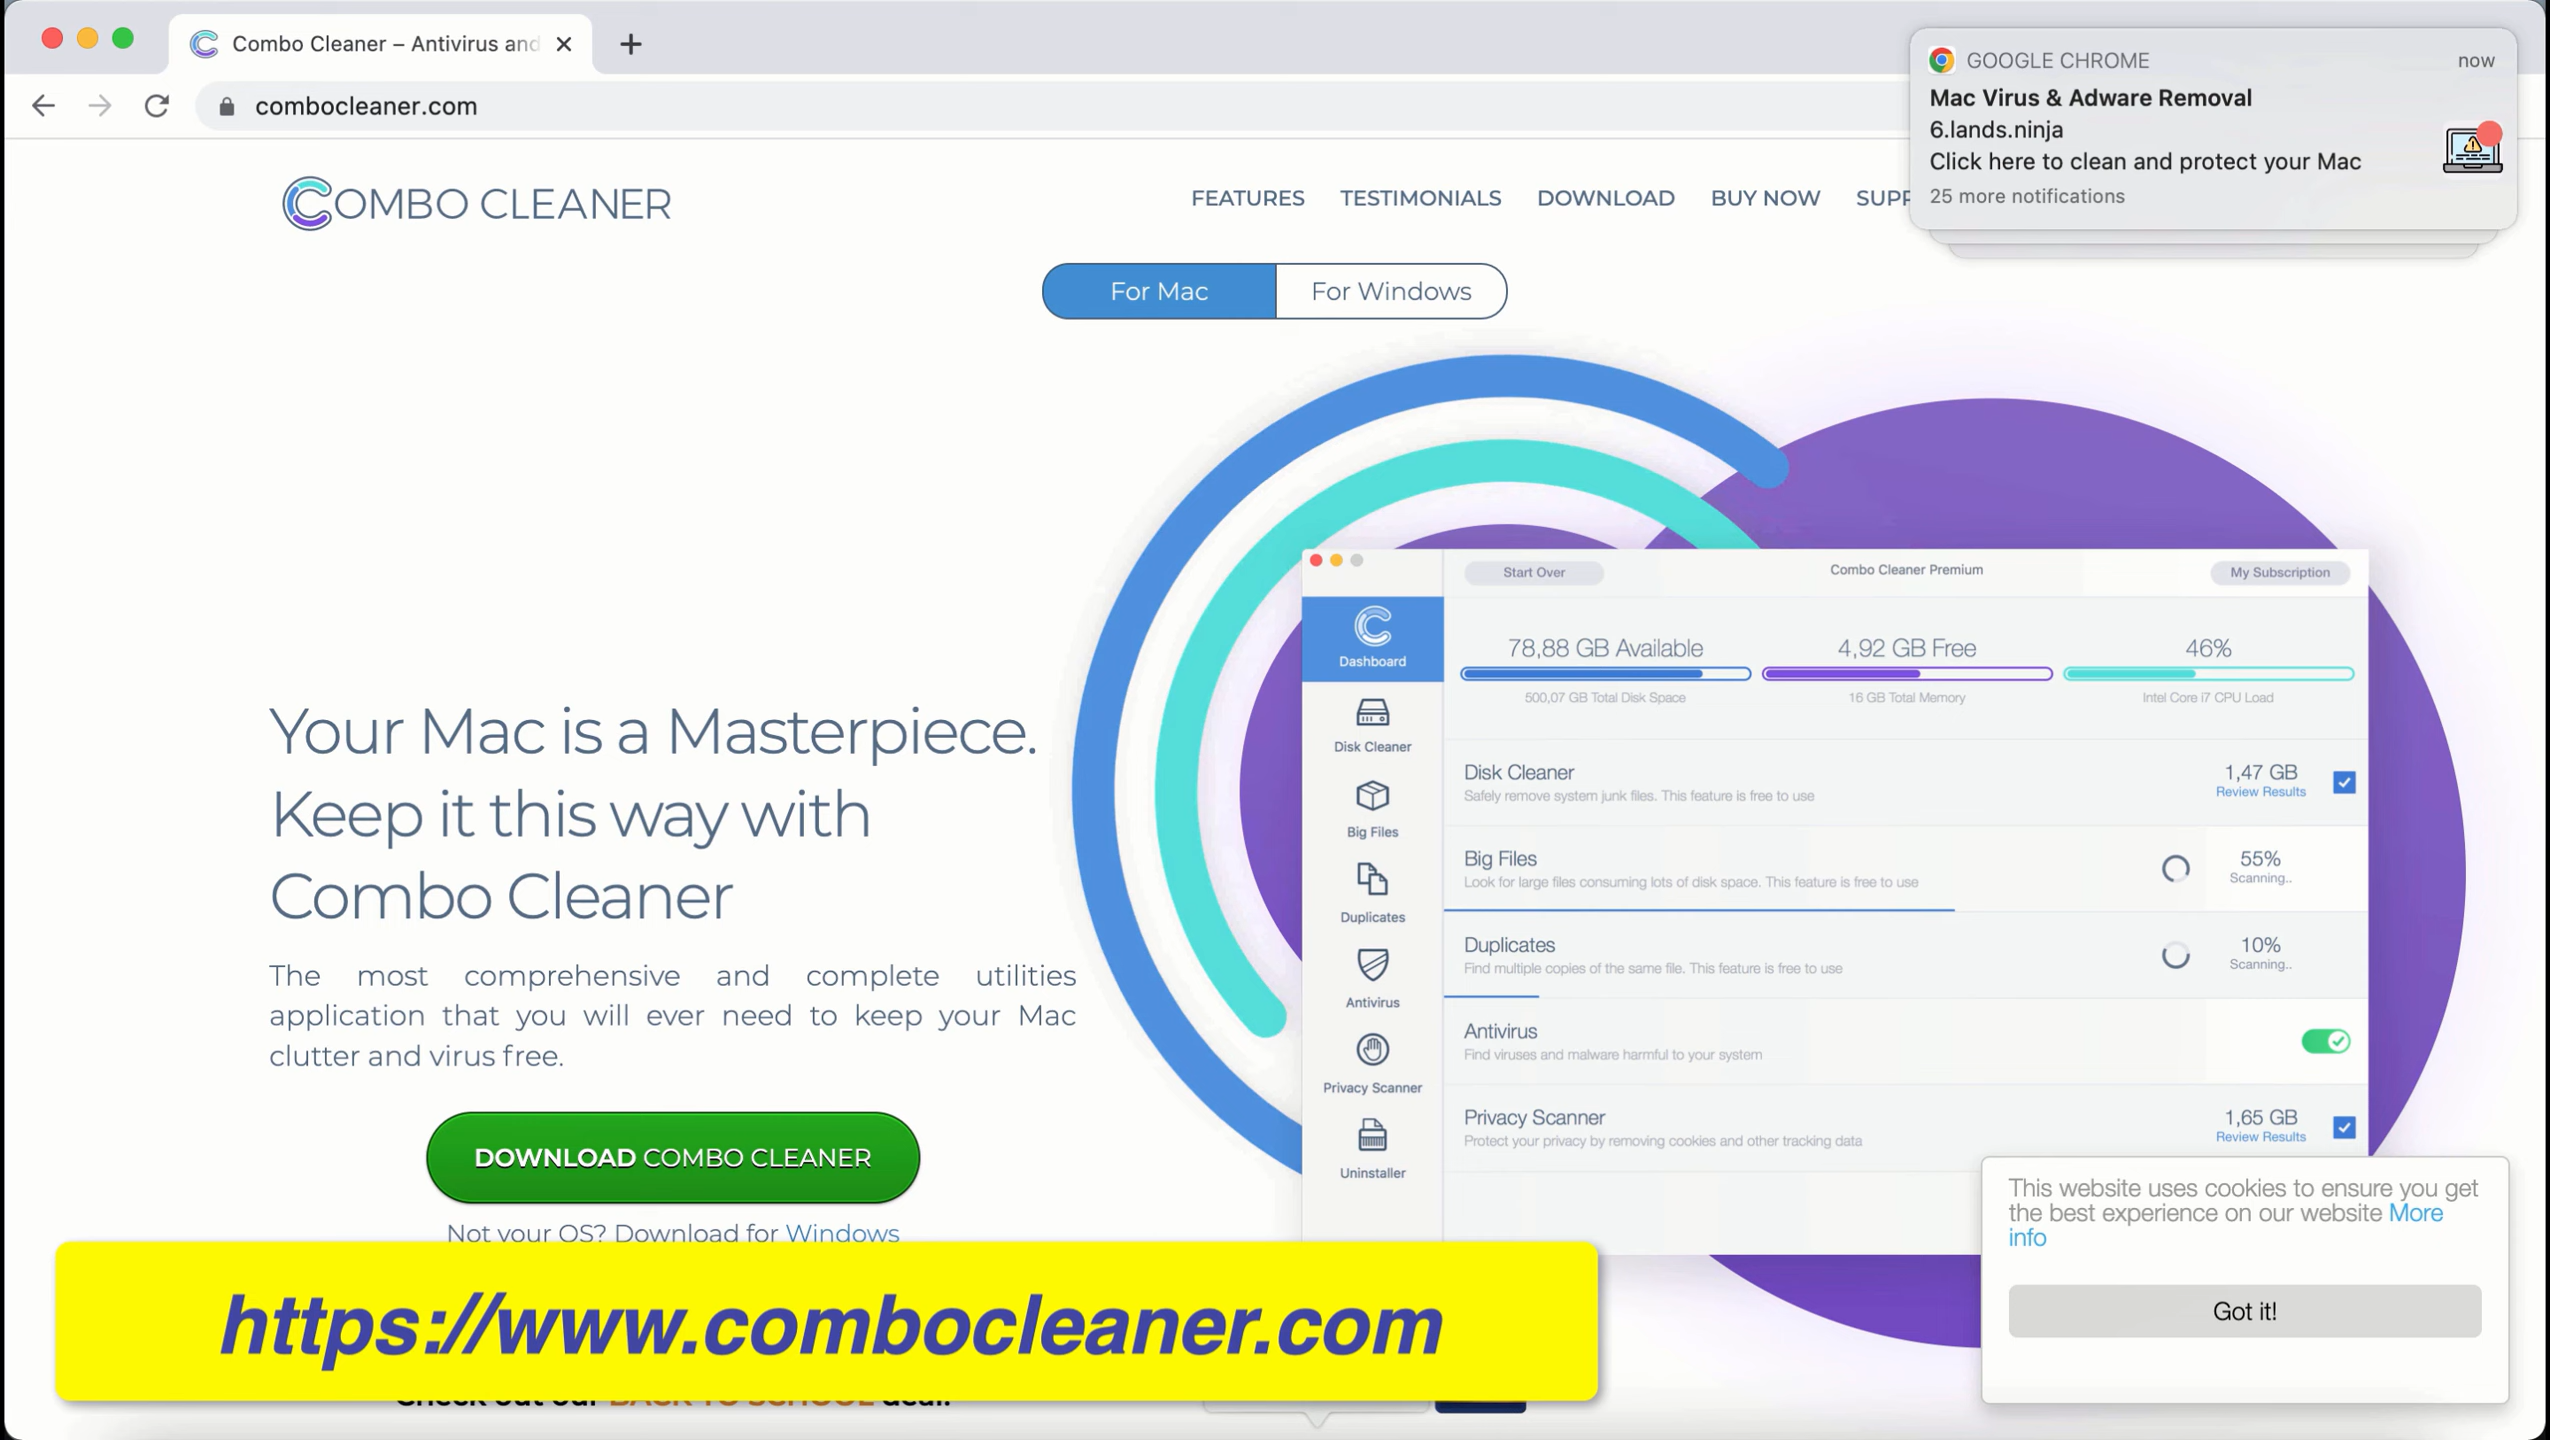 Combo Cleaner – Antivirus and
combocleaner.com
GOOGLE CHROME
now
Mac Virus & Adware Removal
6.lands.ninja
Click here to clean and protect your Mac
25 more notifications
COMBO CLEANER
FEATURES
TESTIMONIALS
DOWNLOAD
BUY NOW
SUPP
For Mac
For Windows
Your Mac is a Masterpiece.
Keep it this way with
Combo Cleaner
The most comprehensive and complete utilities
application that you will ever need to keep your Mac
clutter and virus free.
DOWNLOAD COMBO CLEANER
Not your OS? Download for Windows
Start Over
Combo Cleaner Premium
My Subscription
Dashboard
Disk Cleaner
Big Files
Duplicates
Antivirus
Privacy Scanner
Uninstaller
78,88 GB Available
500,07 GB Total Disk Space
4,92 GB Free
16 GB Total Memory
46%
Intel Core i7 CPU Load
Disk Cleaner
Safely remove system junk files. This feature is free to use
1,47 GB
Review Results
Big Files
Look for large files consuming lots of disk space. This feature is free to use
55%
Scanning..
Duplicates
Find multiple copies of the same file. This feature is free to use
10%
Scanning..
Antivirus
Find viruses and malware harmful to your system
Privacy Scanner
Protect your privacy by removing cookies and other tracking data
1,65 GB
Review Results
This website uses cookies to ensure you get
the best experience on our website More
info
Got it!
https://www.combocleaner.com
Check out our BACK TO SCHOOL deal!